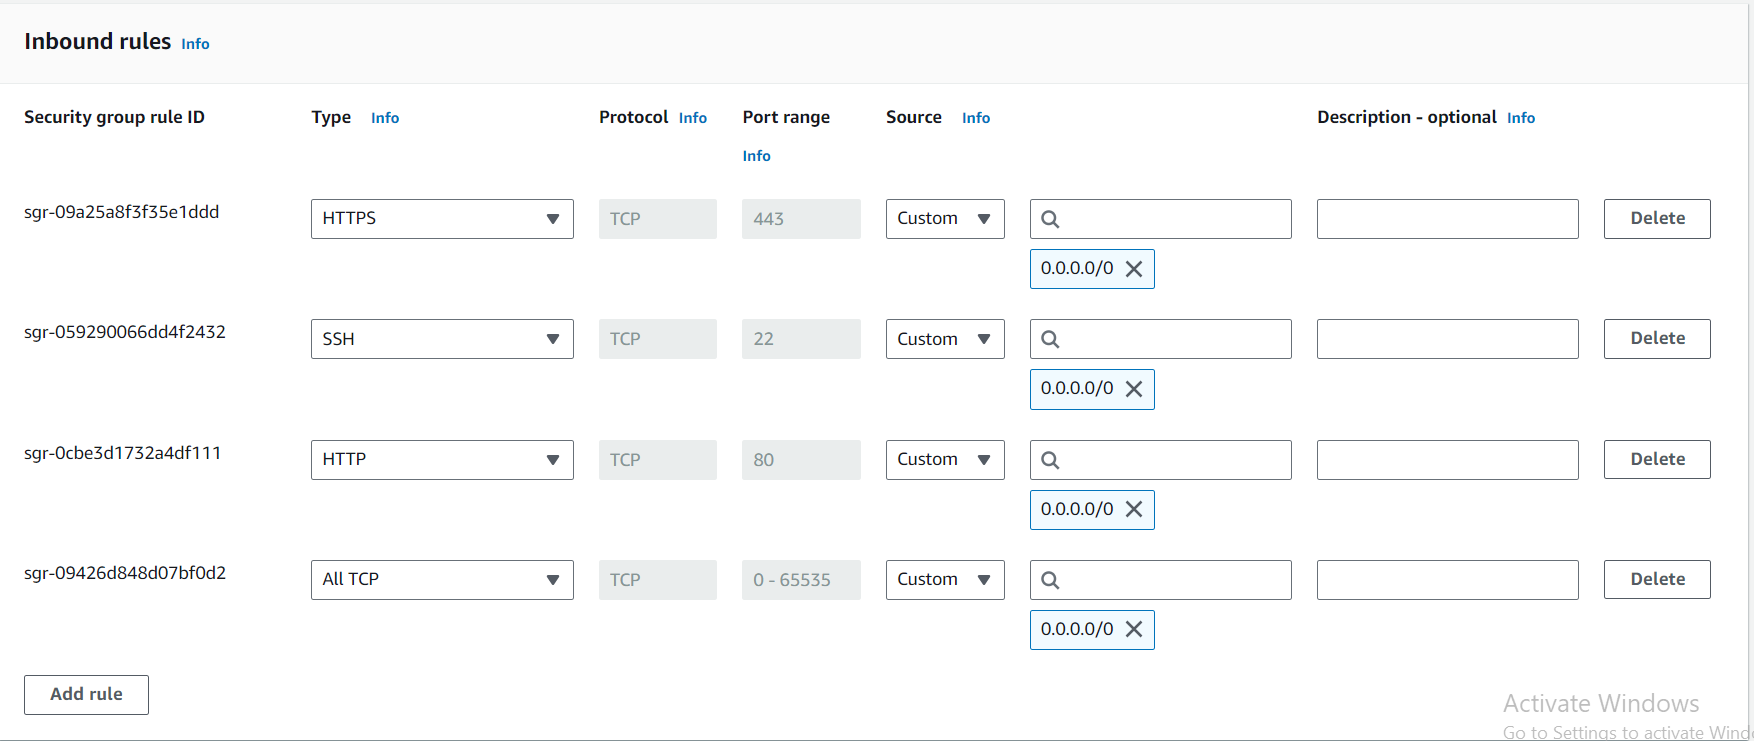 Inbound rules Info
Security group rule ID Type Info Protocol Info Port range Info Source Info Description - optional Info
sgr-09a25a8f3f35e1ddd HTTPS TCP 443 Custom Delete
0.0.0.0/0
sgr-059290066dd4f2432 SSH TCP 22 Custom Delete
0.0.0.0/0
sgr-0cbe3d1732a4df111 HTTP TCP 80 Custom Delete
0.0.0.0/0
sgr-09426d848d07bf0d2 All TCP TCP 0 - 65535 Custom Delete
0.0.0.0/0
Add rule
Activate Windows
Go to Settings to activate Wind